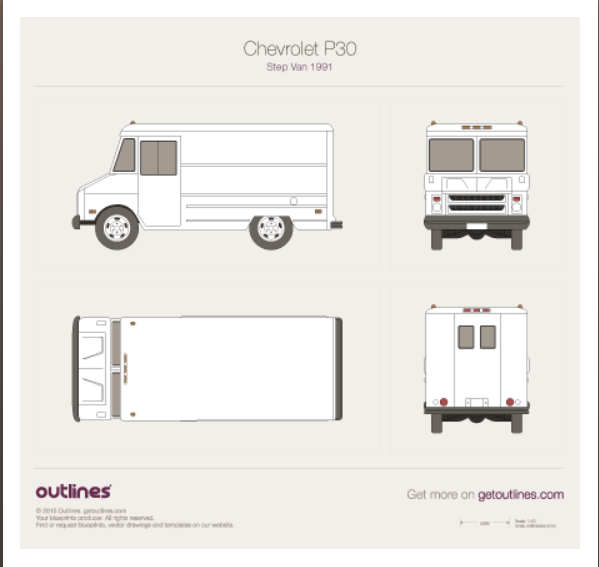 Chevrolet P30
Step Van 1991
outlines
Get more on getoutlines.com
© 2015 Outlines. getoutlines.com
Your blueprints producer. All rights reserved.
Find or request blueprints, vector drawings and templates on our website.